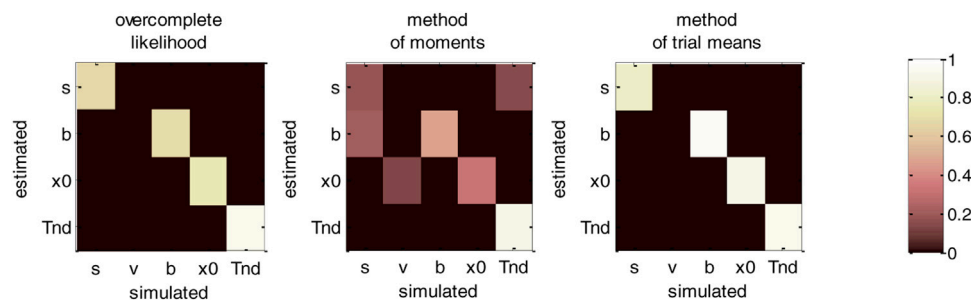 overcomplete
likelihood
method
of moments
method
of trial means
estimated
s
b
x0
Tnd
s v b x0 Tnd
simulated
estimated
s
b
x0
Tnd
s v b x0 Tnd
simulated
estimated
s
b
x0
Tnd
s v b x0 Tnd
simulated
1
0.8
0.6
0.4
0.2
0